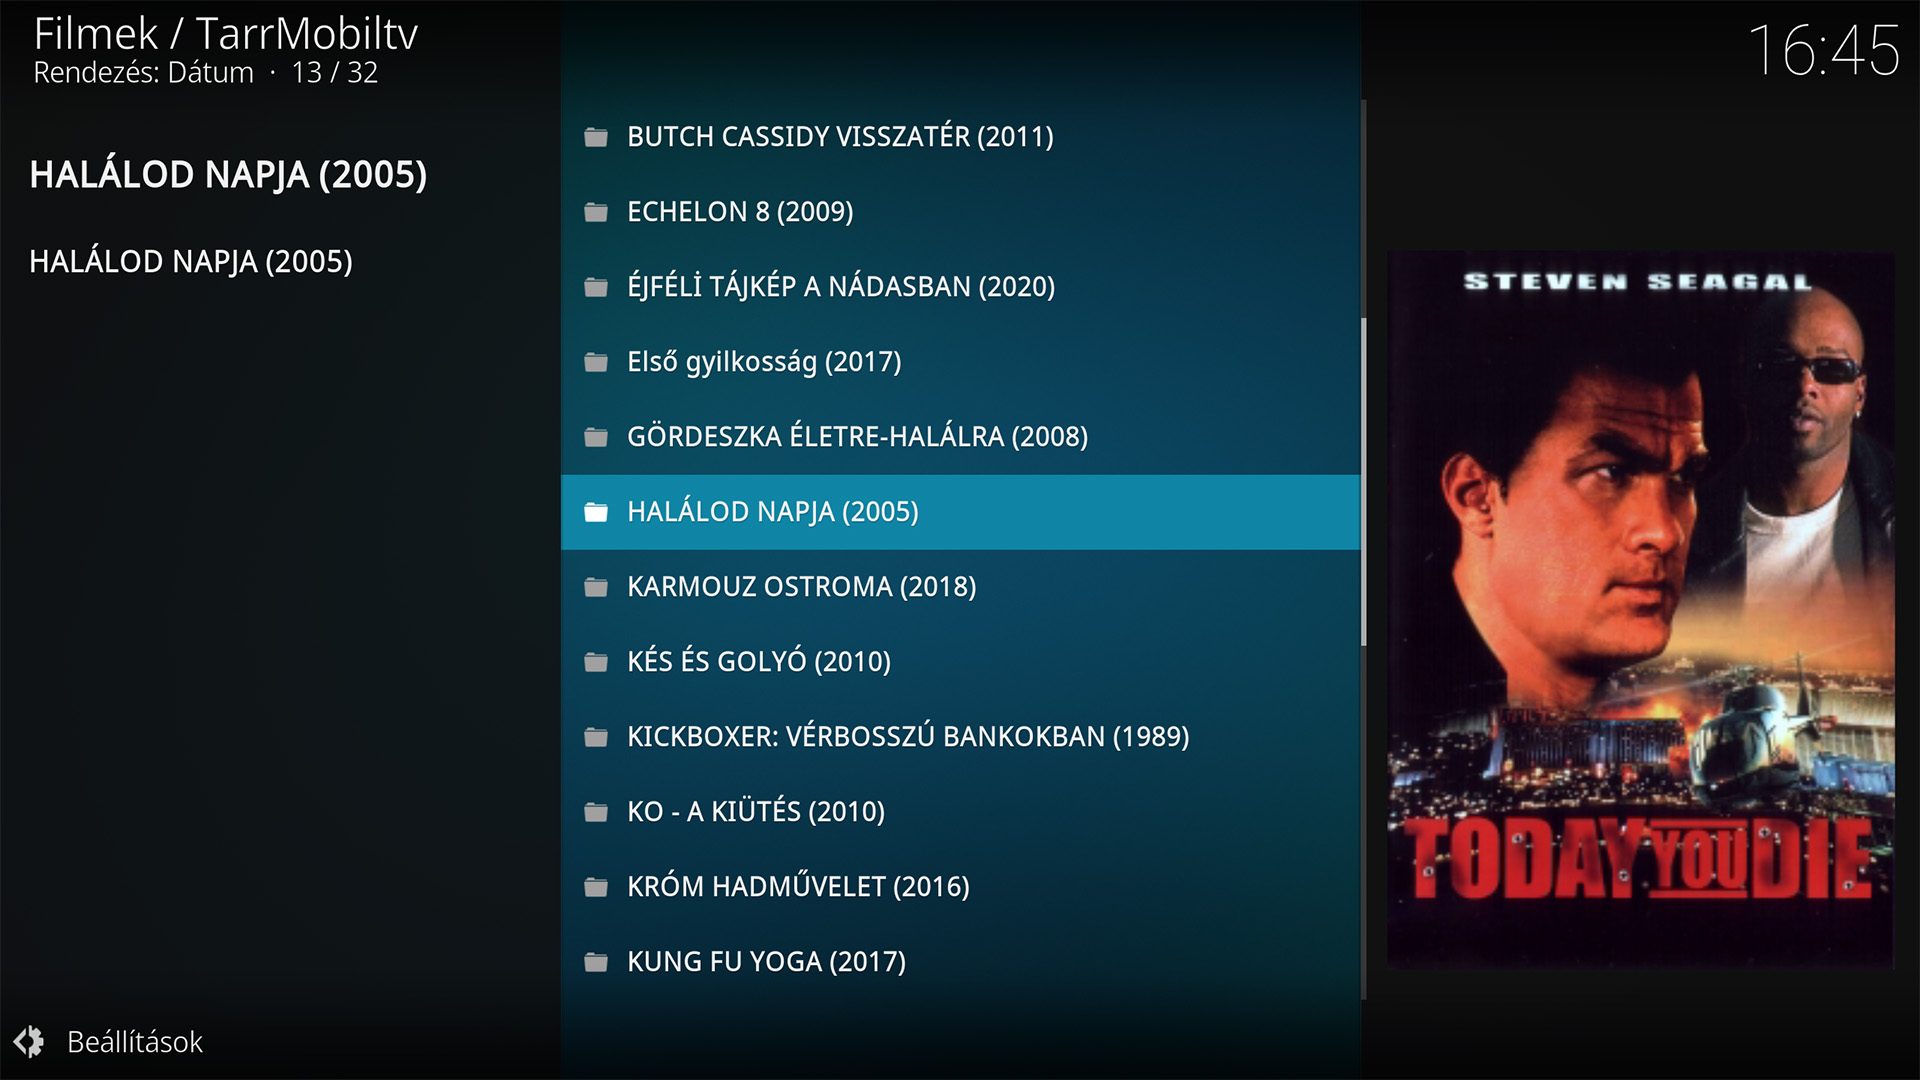 Filmek / TarrMobiltv
Rendezés: Dátum · 13 / 32
16:45
HALÁLOD NAPJA (2005)
HALÁLOD NAPJA (2005)
BUTCH CASSIDY VISSZATÉR (2011)
ECHELON 8 (2009)
ÉJFÉLİ TÁJKÉP A NÁDASBAN (2020)
Első gyilkosság (2017)
GÖRDESZKA ÉLETRE-HALÁLRA (2008)
HALÁLOD NAPJA (2005)
KARMOUZ OSTROMA (2018)
KÉS ÉS GOLYÓ (2010)
KICKBOXER: VÉRBOSSZÚ BANKOKBAN (1989)
KO - A KIÜTÉS (2010)
KRÓM HADMŰVELET (2016)
KUNG FU YOGA (2017)
STEVEN SEAGAL
TODAY YOU DIE
Beállítások